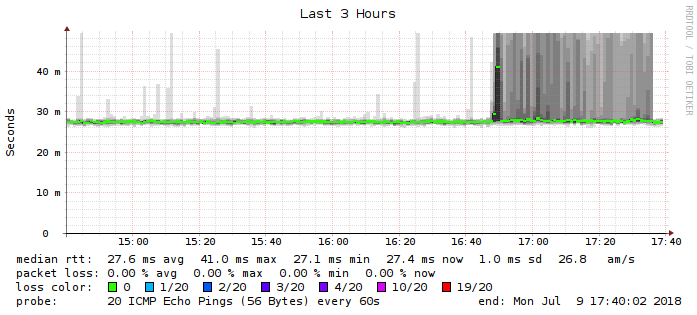 Last 3 Hours
RRDTOOL / TOBI OETIKER
Seconds
40 m
30 m
20 m
10 m
0
15:00 15:20 15:40 16:00 16:20 16:40 17:00 17:20 17:40
median rtt: 27.6 ms avg 41.0 ms max 27.1 ms min 27.4 ms now 1.0 ms sd 26.8 am/s
packet loss: 0.00 % avg 0.00 % max 0.00 % min 0.00 % now
loss color: 0 1/20 2/20 3/20 4/20 10/20 19/20
probe: 20 ICMP Echo Pings (56 Bytes) every 60s end: Mon Jul 9 17:40:02 2018